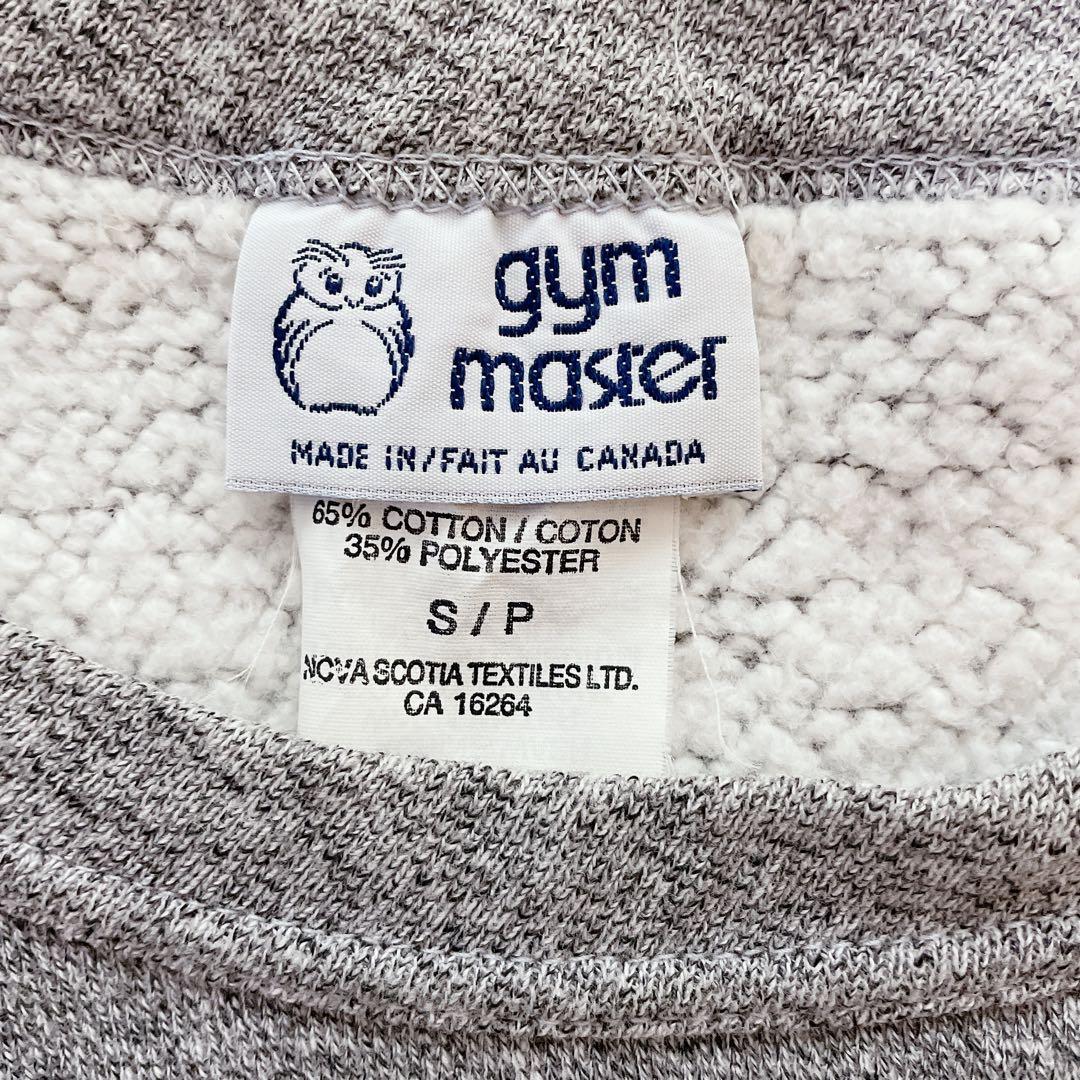 gym
master
MADE IN/FAIT AU CANADA
65% COTTON / COTON
35% POLYESTER
S / P
NOVA SCOTIA TEXTILES LTD.
CA 16264